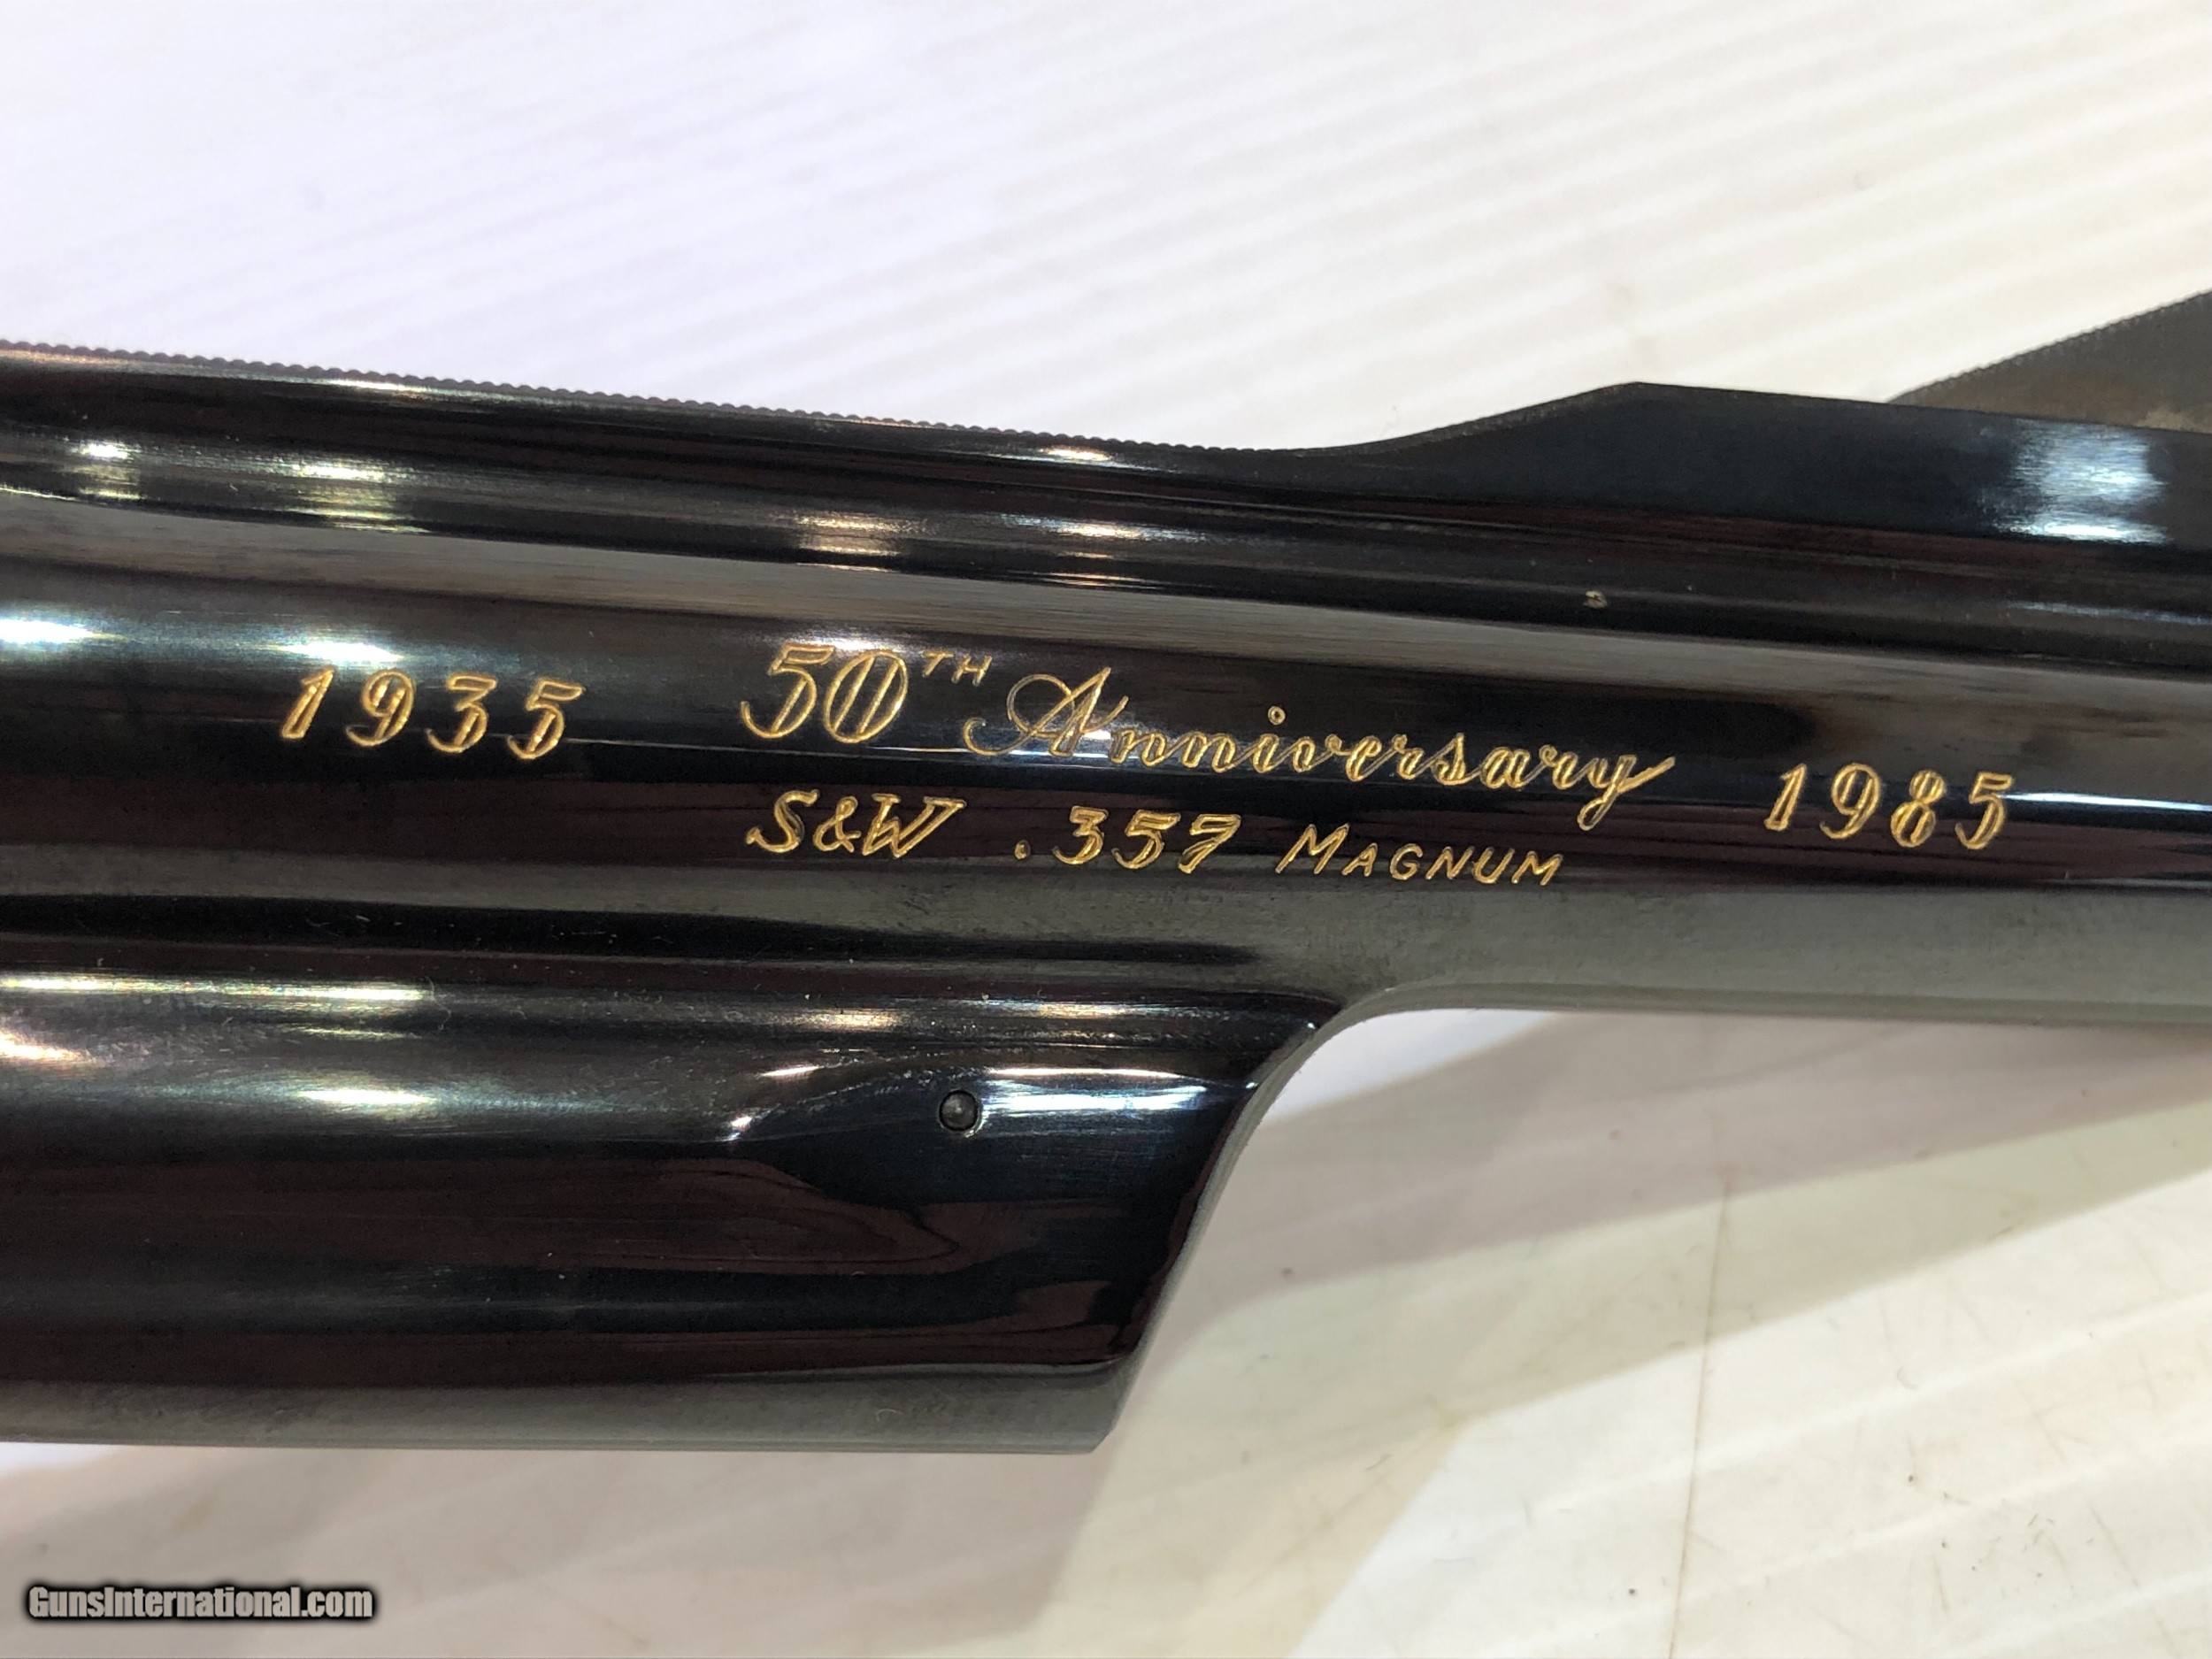 1935 50TH Anniversary 1985
S&W .357 MAGNUM
GunsInternational.com